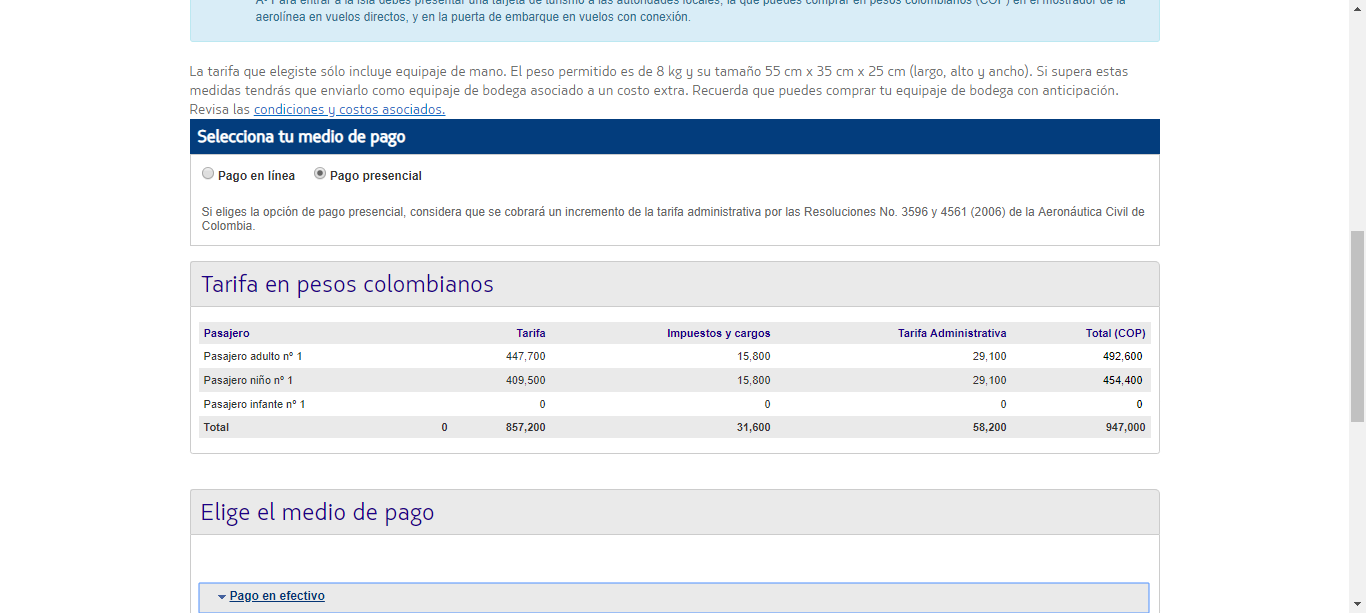 A: Para entrar a la isla debes presentar una tarjeta de turismo a las autoridades locales, la que puedes comprar en pesos colombianos (COP) en el mostrador de la
aerolínea en vuelos directos, y en la puerta de embarque en vuelos con conexión.
La tarifa que elegiste sólo incluye equipaje de mano. El peso permitido es de 8 kg y su tamaño 55 cm x 35 cm x 25 cm (largo, alto y ancho). Si supera estas
medidas tendrás que enviarlo como equipaje de bodega asociado a un costo extra. Recuerda que puedes comprar tu equipaje de bodega con anticipación.
Revisa las condiciones y costos asociados.
Selecciona tu medio de pago
Pago en línea Pago presencial
Si eliges la opción de pago presencial, considera que se cobrará un incremento de la tarifa administrativa por las Resoluciones No. 3596 y 4561 (2006) de la Aeronáutica Civil de
Colombia.
Tarifa en pesos colombianos
Pasajero Tarifa Impuestos y cargos Tarifa Administrativa Total (COP)
Pasajero adulto nº 1 447,700 15,800 29,100 492,600
Pasajero niño nº 1 409,500 15,800 29,100 454,400
Pasajero infante nº 1 0 0 0 0
Total 0 857,200 31,600 58,200 947,000
Elige el medio de pago
Pago en efectivo